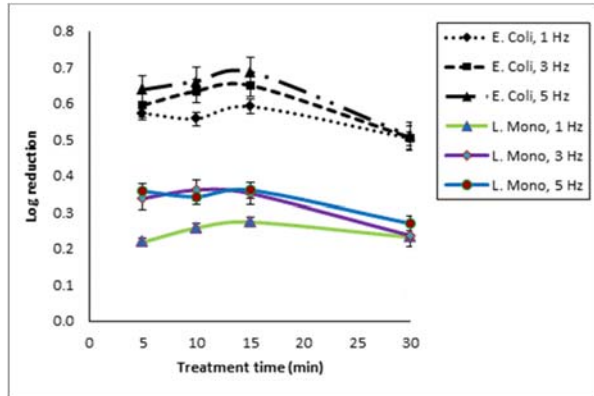 0.8
0.7
0.6
0.5
0.4
0.3
0.2
0.1
0.0
Log reduction
0 5 10 15 20 25 30
Treatment time (min)
E. Coli, 1 Hz
E. Coli, 3 Hz
E. Coli, 5 Hz
L. Mono, 1 Hz
L. Mono, 3 Hz
L. Mono, 5 Hz